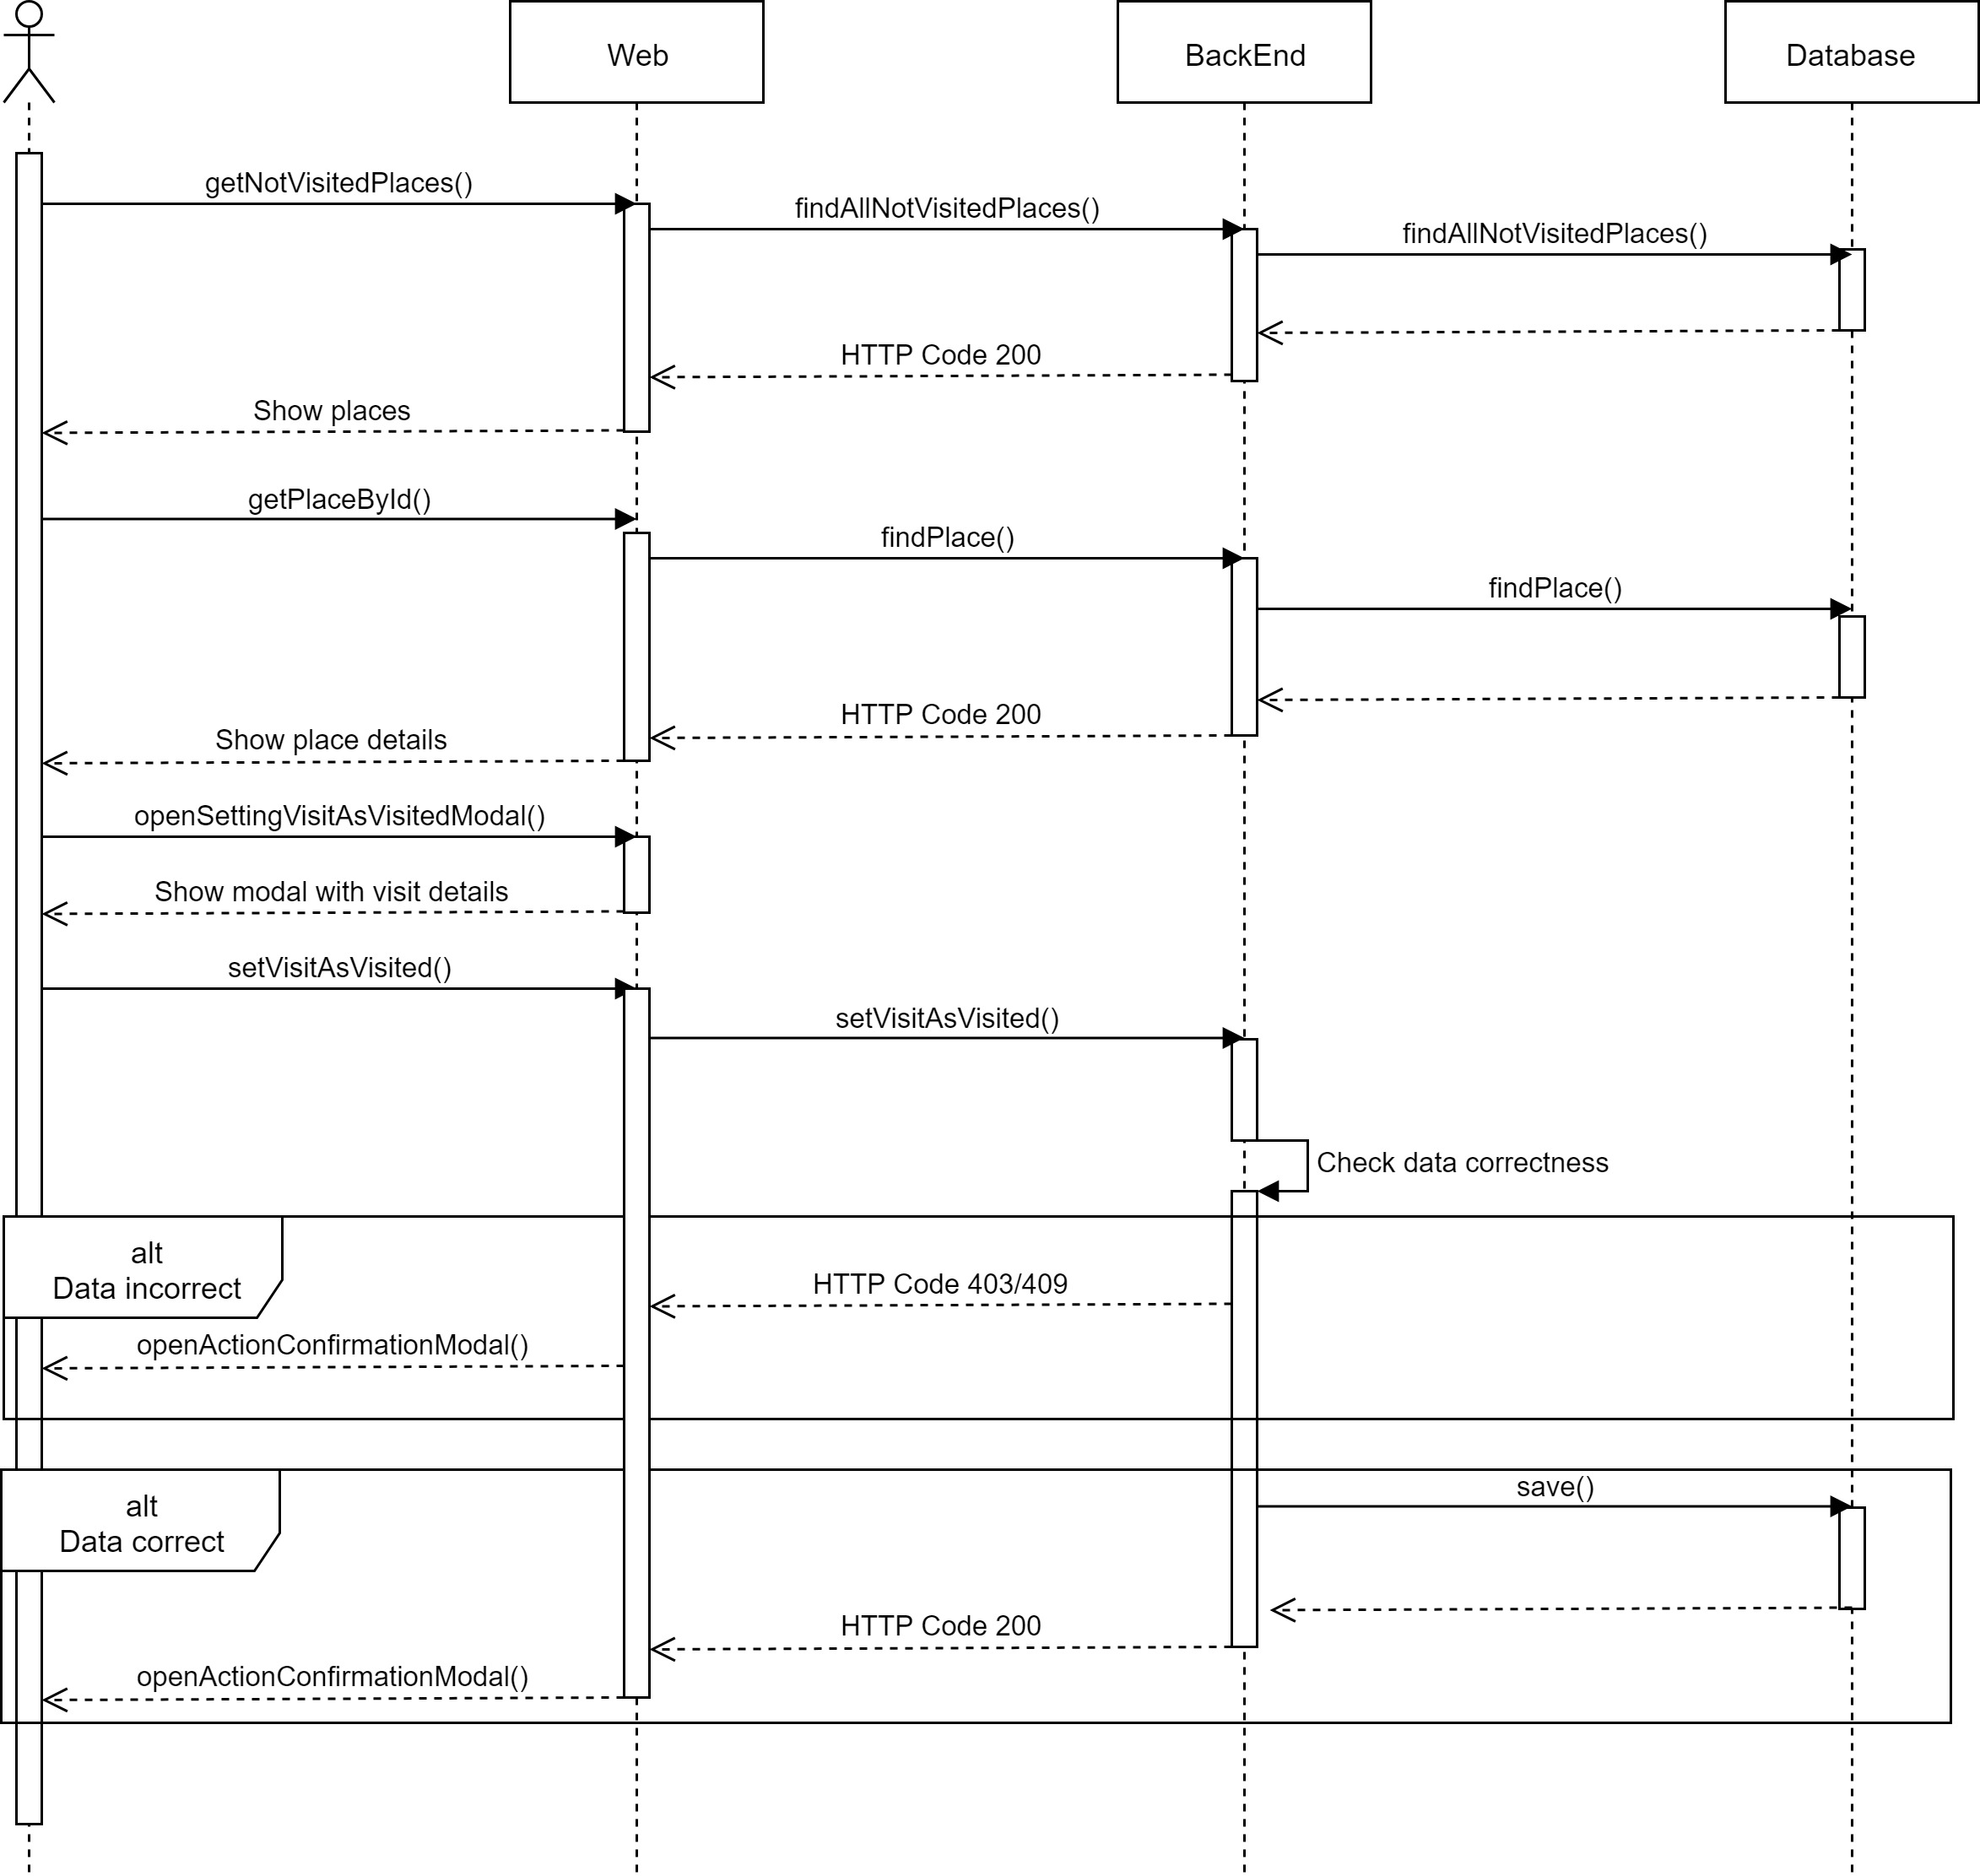 Web
BackEnd
Database
getNotVisitedPlaces()
findAllNotVisitedPlaces()
findAllNotVisitedPlaces()
HTTP Code 200
Show places
getPlaceById()
findPlace()
findPlace()
HTTP Code 200
Show place details
openSettingVisitAsVisitedModal()
Show modal with visit details
setVisitAsVisited()
setVisitAsVisited()
Check data correctness
alt
Data incorrect
HTTP Code 403/409
openActionConfirmationModal()
save()
alt
Data correct
HTTP Code 200
openActionConfirmationModal()